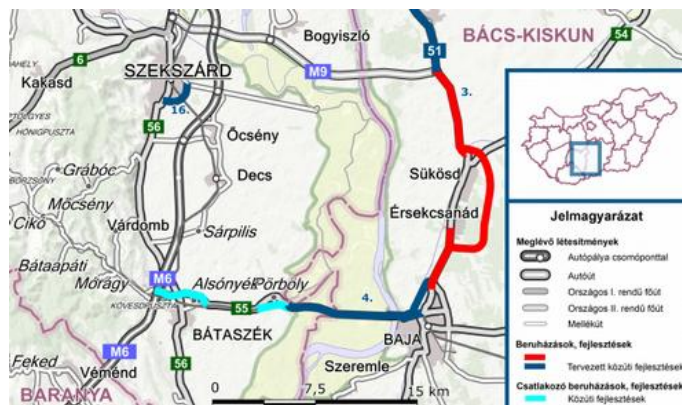 Bogyiszló
51
BÁCS-KISKUN
54
6
Kakasd
SZEKSZÁRD
M9
3.
16.
56
Őcsény
Grábóc
Decs
Sükösd
Mőcsény
Érsekcsanád
Cikó
Várdomb
Sárpilis
Bátaapáti
Mórágy
M6
Alsónyék
Pörböly
KÖVESDPUSZTA
55
4.
BÁTASZÉK
BAJA
M6
56
Feked
Véménd
Szeremle
BARANYA
0
7,5
15 km
Jelmagyarázat
Meglévő létesítmények
Autópálya csomóponttal
Autóút
Országos I. rendű főút
Országos II. rendű főút
Mellékút
Beruházások, fejlesztések
Tervezett közúti fejlesztések
Csatlakozó beruházások, fejlesztések
Közúti fejlesztések